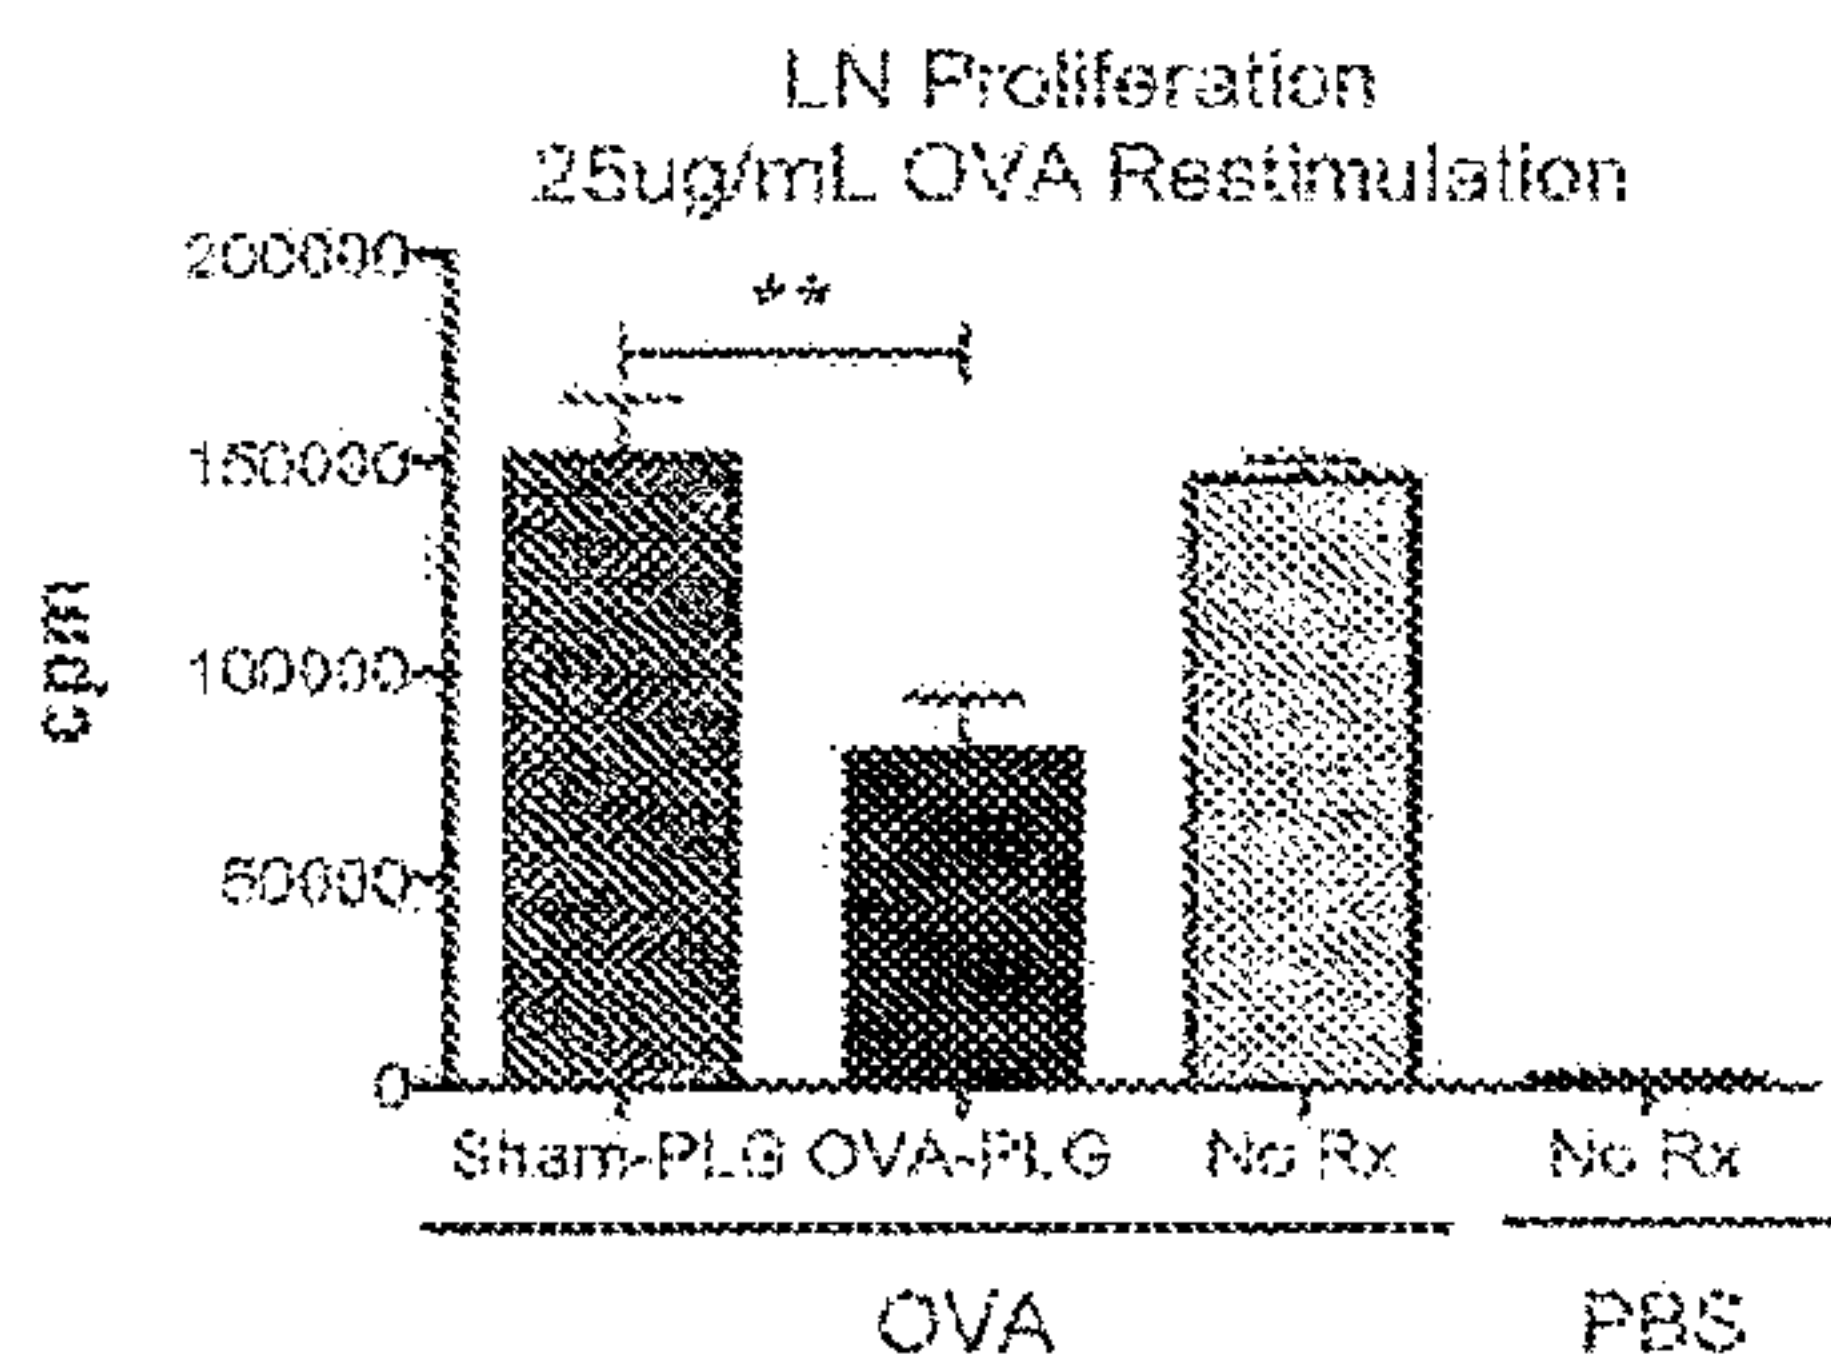 LN Proliferation
25ug/mL OVA Restimulation
200000
**
150000
100000
50000
0
cpm
Sham-PLG OVA-PLG No Rx No Rx
OVA PBS